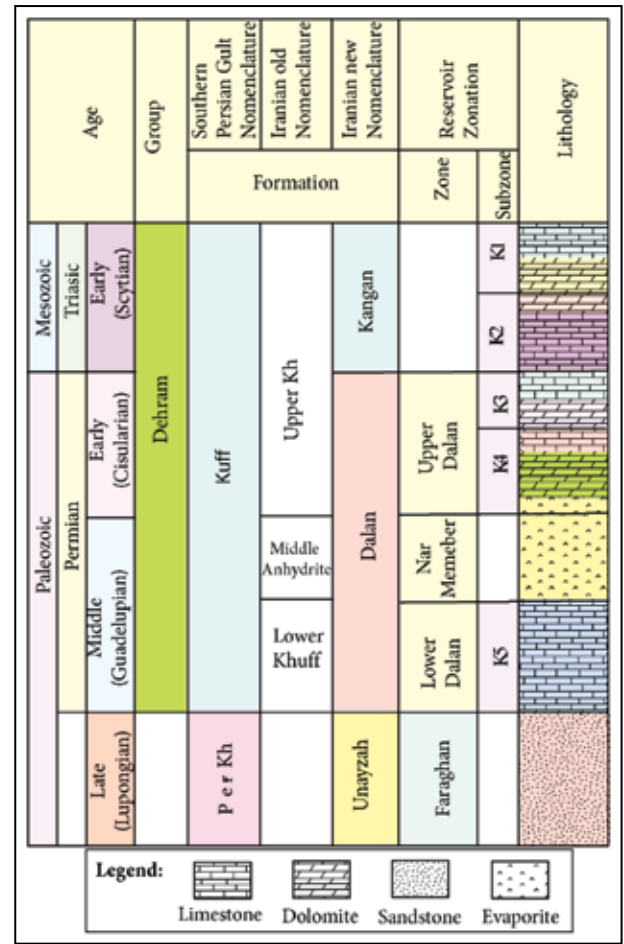 Age
Group
Southern
Persian Gult
Nomenclature
Iranian old
Nomenclature
Iranian new
Nomenclature
Reservoir
Zonation
Lithology
Formation
Zone
Subzone
Mesozoic
Triasic
Early
(Scytian)
Dehram
Kuff
Upper Kh
Kangan
K1
K2
Paleozoic
Permian
Early
(Cisularian)
Dalan
Upper
Dalan
K3
K4
Middle
(Guadelupian)
Middle
Anhydrite
Nar
Memeber
Lower
Khuff
Lower
Dalan
K5
Late
(Lupongian)
P e r Kh
Unayzah
Faraghan
Legend:
Limestone Dolomite Sandstone Evaporite